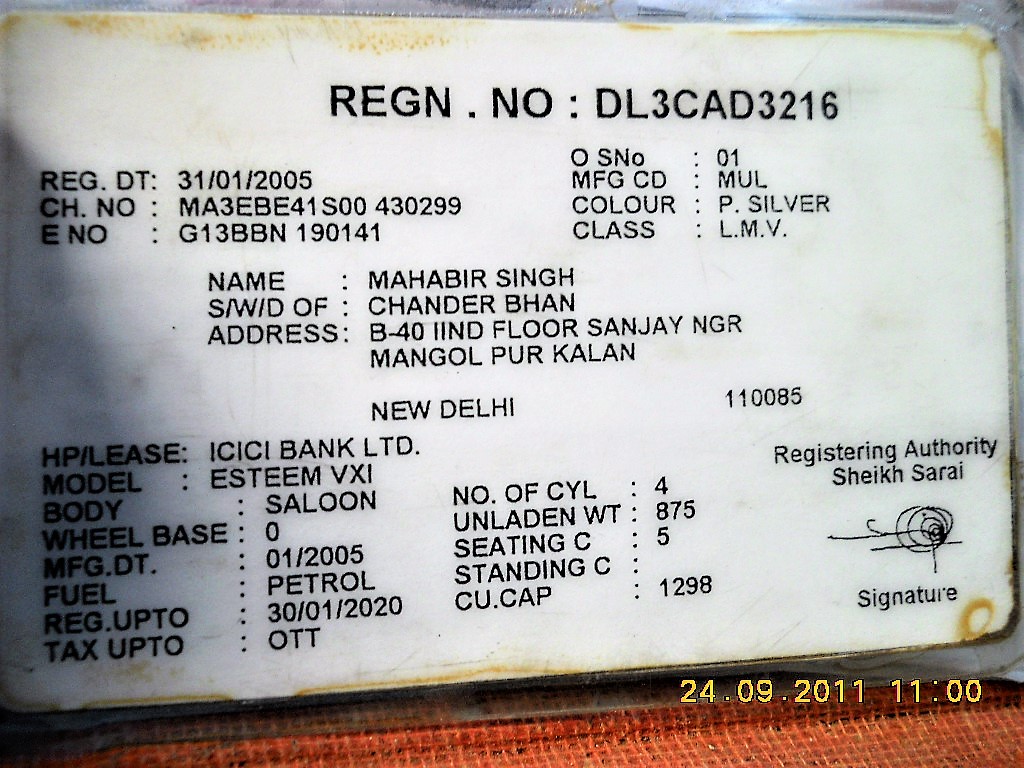 REGN . NO : DL3CAD3216
REG. DT: 31/01/2005
CH. NO : MA3EBE41S00 430299
E NO : G13BBN 190141
O SNo : 01
MFG CD : MUL
COLOUR : P. SILVER
CLASS : L.M.V.
NAME : MAHABIR SINGH
S/W/D OF : CHANDER BHAN
ADDRESS : B-40 IIND FLOOR SANJAY NGR
MANGOL PUR KALAN
NEW DELHI 110085
HP/LEASE: ICICI BANK LTD.
MODEL : ESTEEM VXI
BODY : SALOON
WHEEL BASE : 0
MFG.DT. : 01/2005
FUEL : PETROL
REG.UPTO : 30/01/2020
TAX UPTO : OTT
NO. OF CYL : 4
UNLADEN WT : 875
SEATING C : 5
STANDING C :
CU.CAP : 1298
Registering Authority
Sheikh Sarai
Signature
24.09.2011 11:00